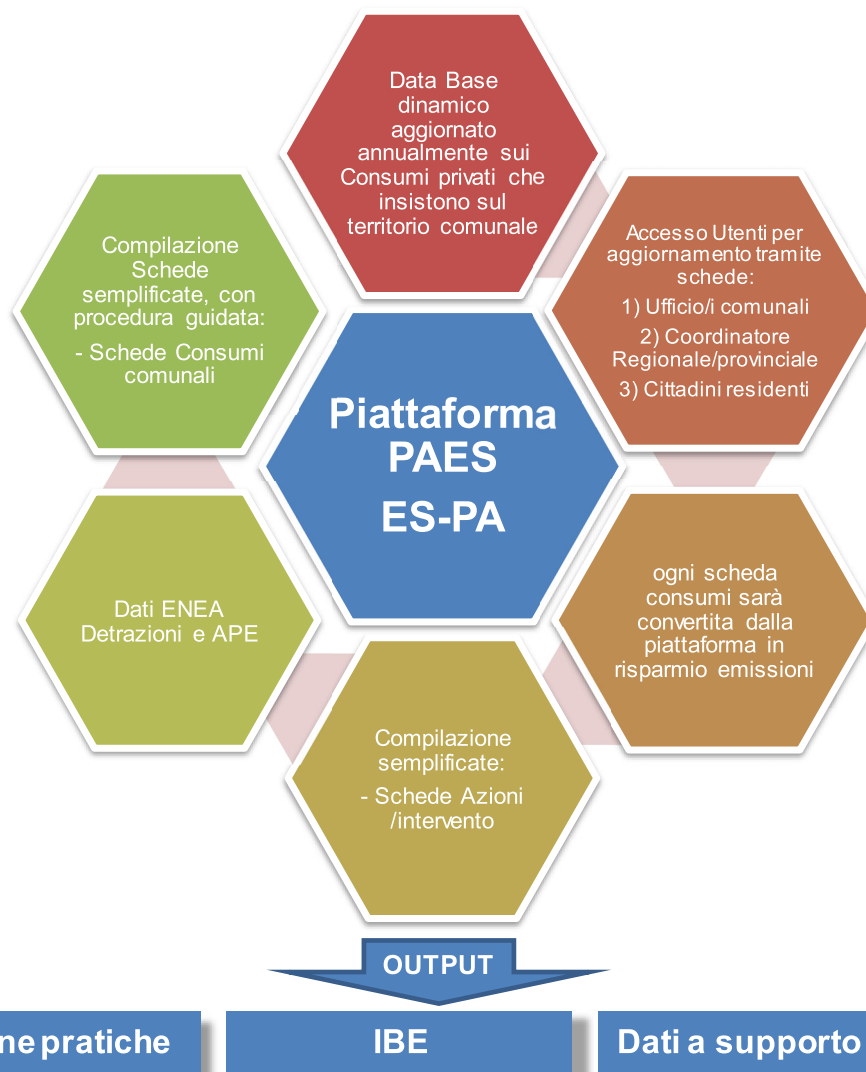 Data Base
dinamico
aggiornato
annualmente sui
Consumi privati che
insistono sul
territorio comunale
Accesso Utenti per
aggiornamento tramite
schede:
1) Ufficio/i comunali
2) Coordinatore
Regionale/provinciale
3) Cittadini residenti
Compilazione
Schede
semplificate, con
procedura guidata:
- Schede Consumi
comunali
Piattaforma
PAES
ES-PA
ogni scheda
consumi sarà
convertita dalla
piattaforma in
risparmio emissioni
Dati ENEA
Detrazioni e APE
Compilazione
semplificate:
- Schede Azioni
/intervento
OUTPUT
ne pratiche
IBE
Dati a supporto